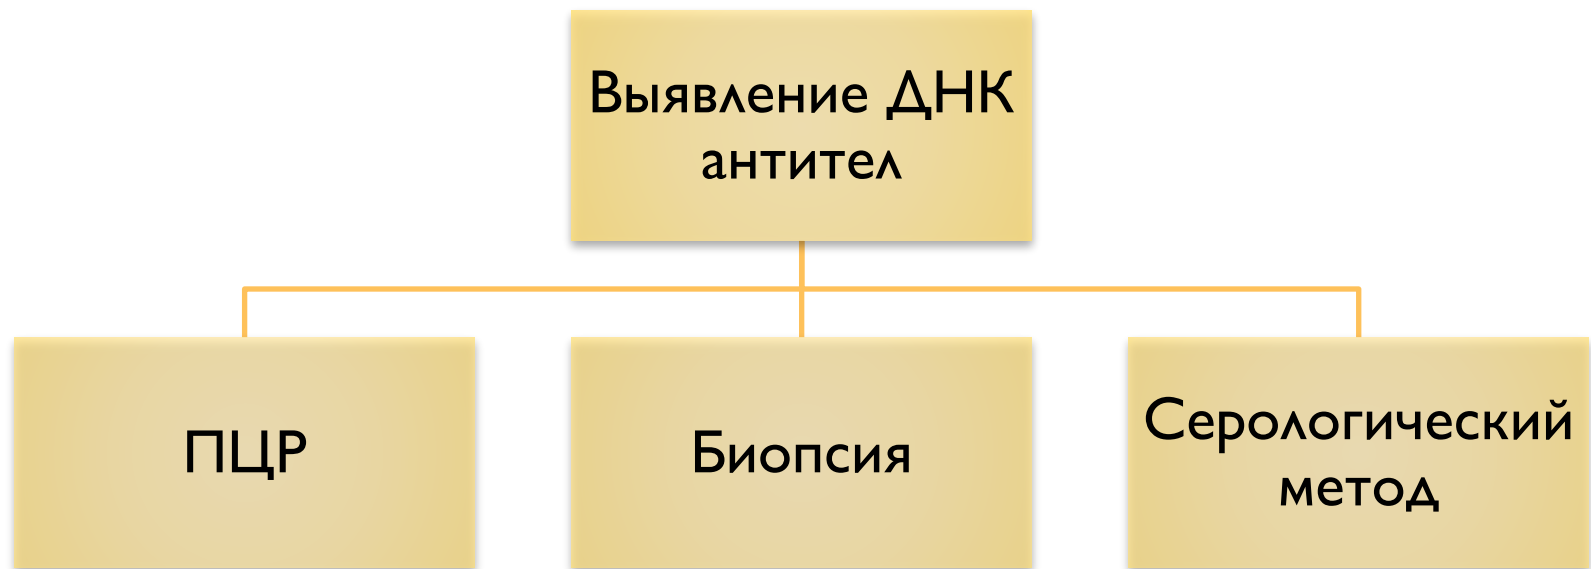 Выявление ДНК
антител
ПЦР
Биопсия
Серологический
метод